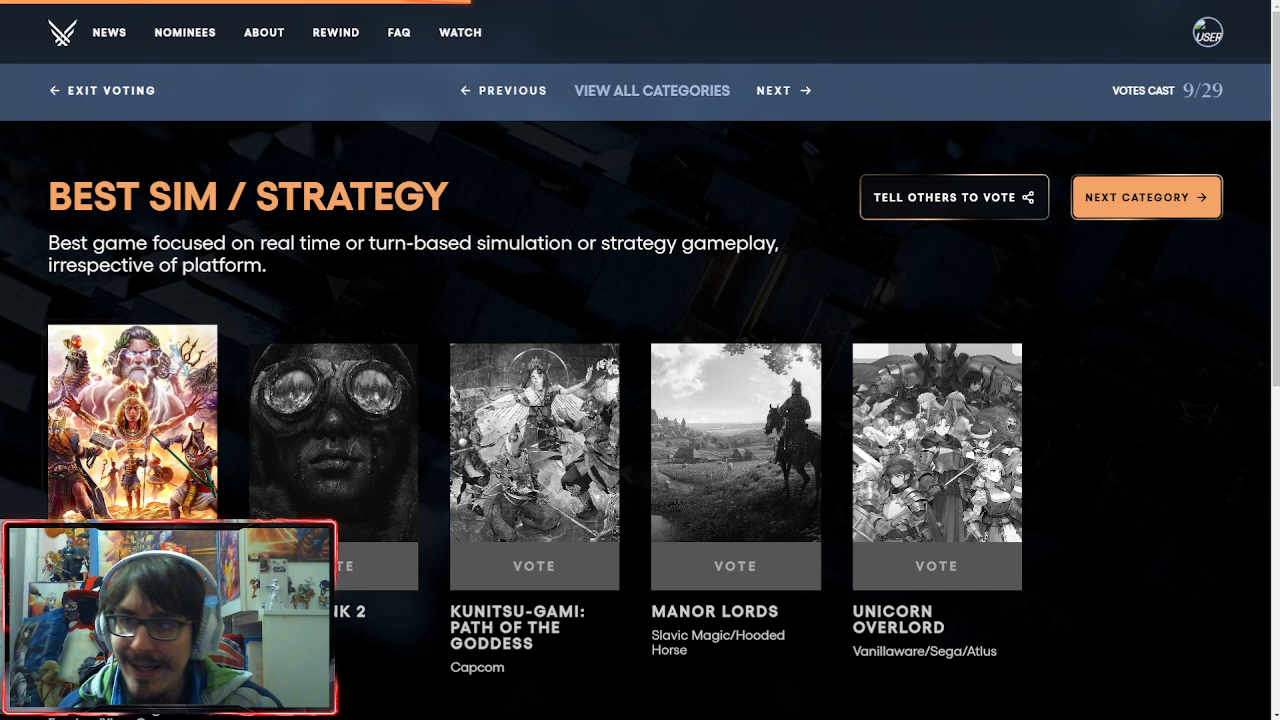 NEWS
NOMINEES
ABOUT
REWIND
FAQ
WATCH
USER
← EXIT VOTING
← PREVIOUS
VIEW ALL CATEGORIES
NEXT →
VOTES CAST 9/29
BEST SIM / STRATEGY
TELL OTHERS TO VOTE
NEXT CATEGORY →
Best game focused on real time or turn-based simulation or strategy gameplay,
irrespective of platform.
TE
VOTE
VOTE
VOTE
NK 2
KUNITSU-GAMI:
PATH OF THE
GODDESS
Capcom
MANOR LORDS
Slavic Magic/Hooded
Horse
UNICORN
OVERLORD
Vanillaware/Sega/Atlus